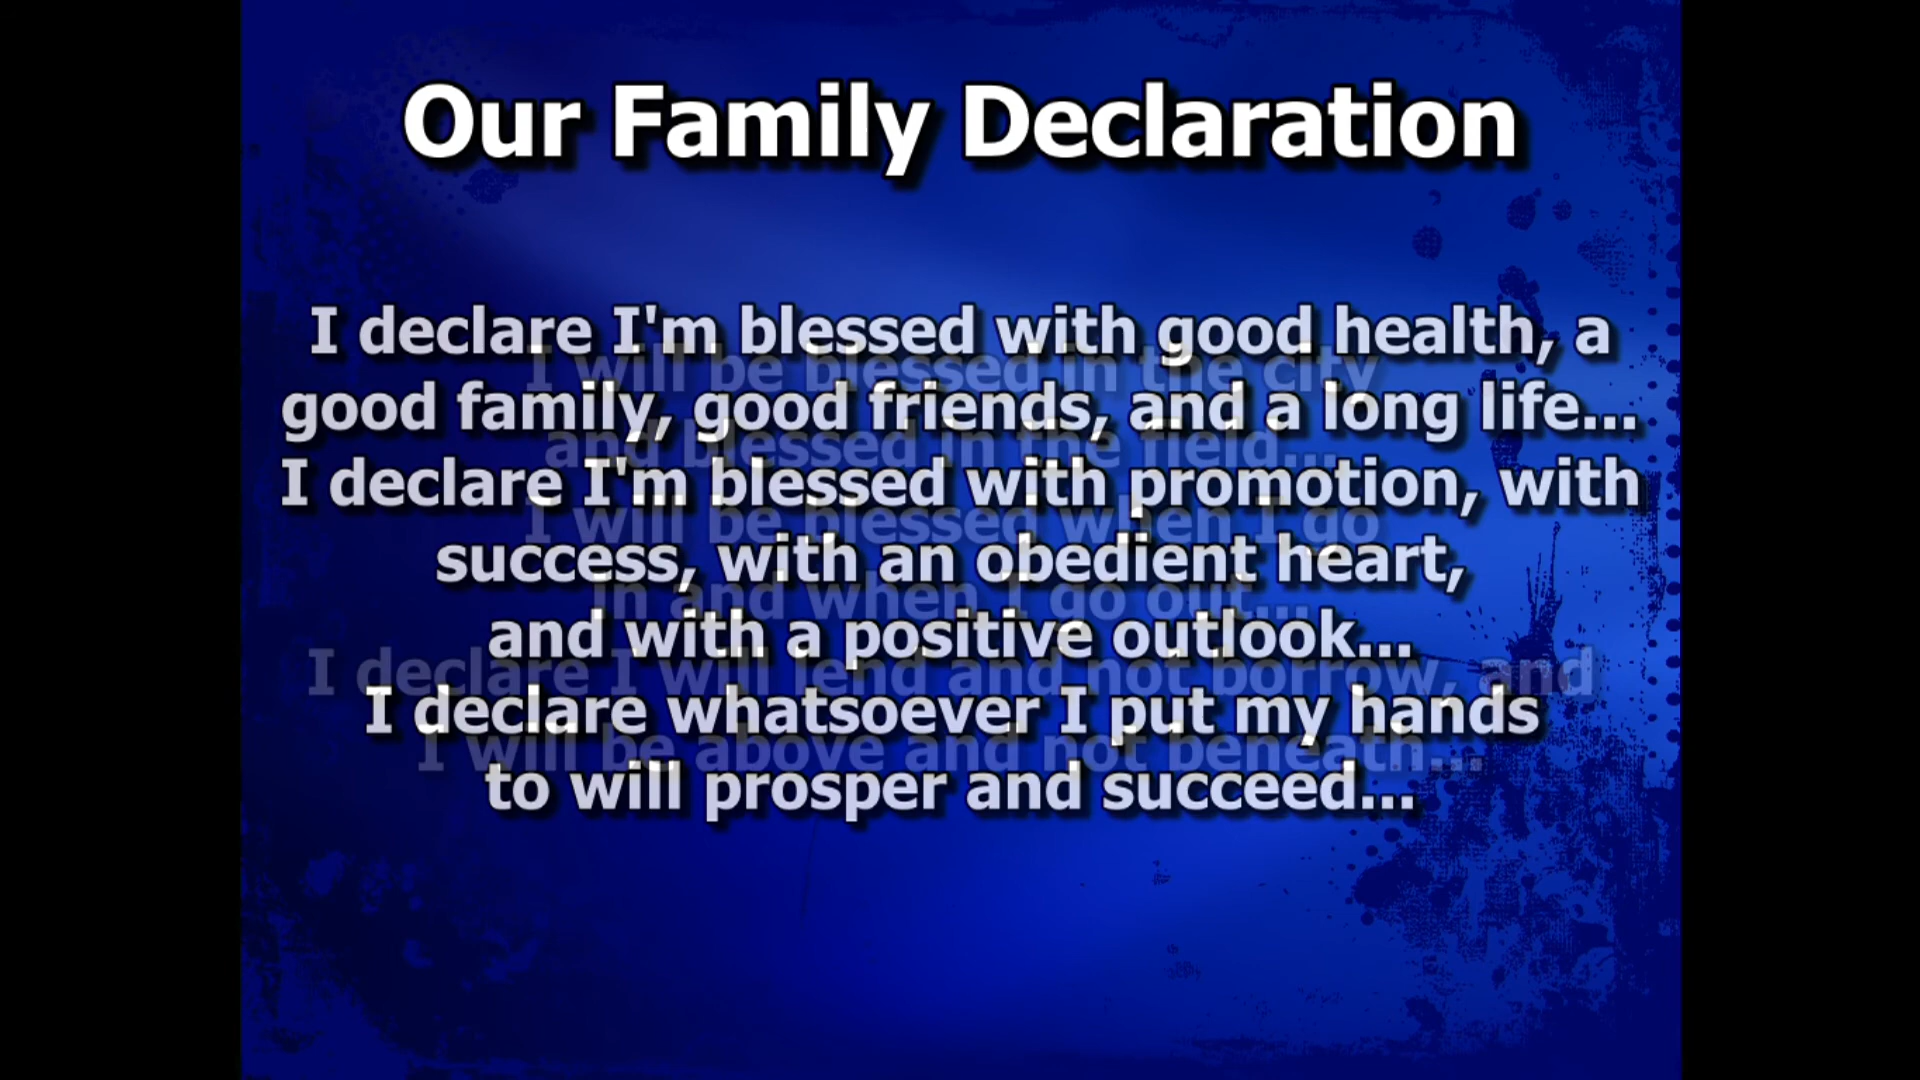 Our Family Declaration
I declare I'm blessed with good health, a
good family, good friends, and a long life...
I declare I'm blessed with promotion, with
success, with an obedient heart,
and with a positive outlook...
I declare whatsoever I put my hands
to will prosper and succeed...
I will be blessed in the city
and blessed in the field...
I will be blessed when I go
in and when I go out...
I declare I will lend and not borrow, and
I will be above and not beneath...